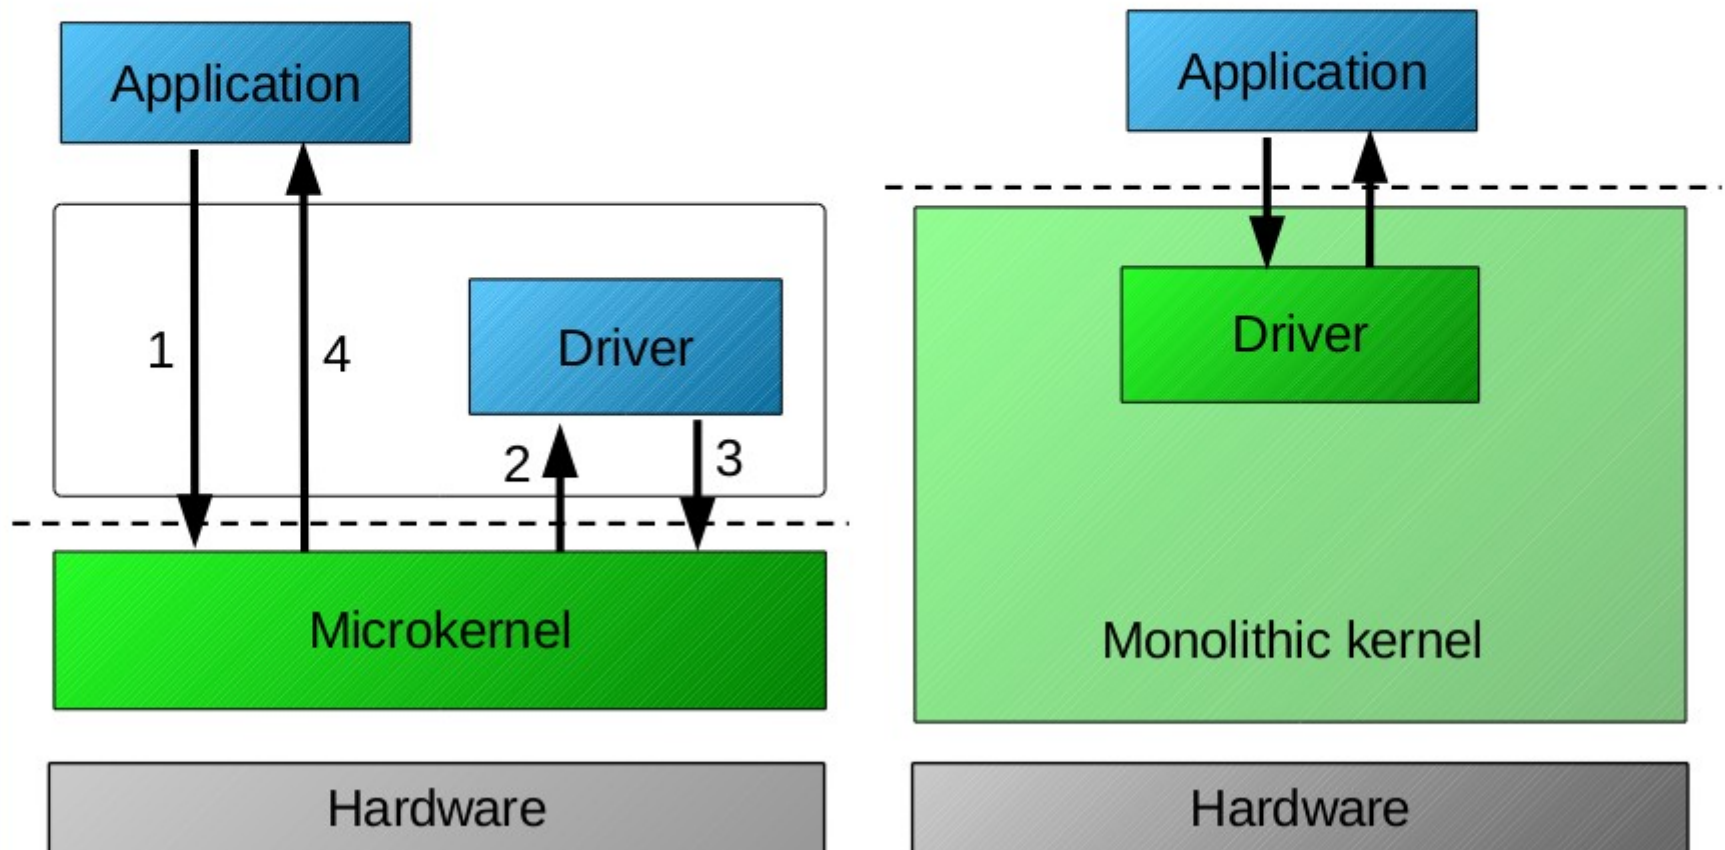 Application
1
4
Driver
2
3
Microkernel
Hardware
Application
Driver
Monolithic kernel
Hardware